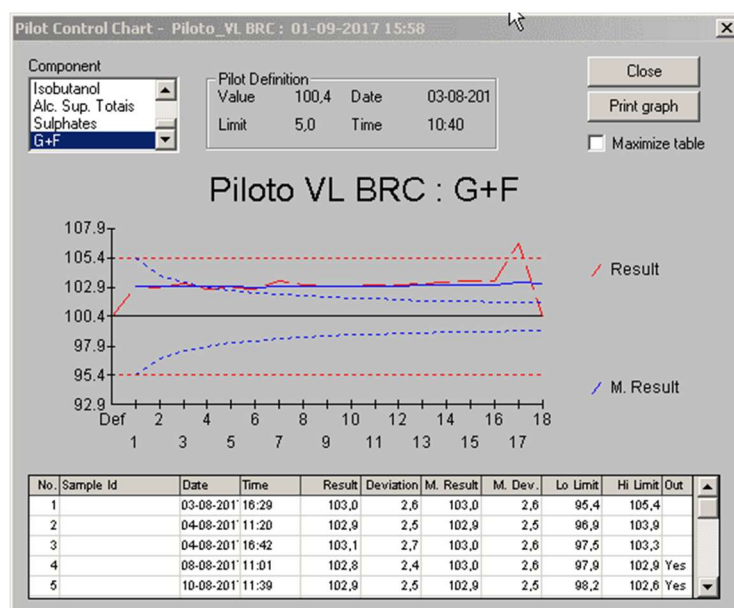 Pilot Control Chart - Piloto_VL BRC : 01-09-2017 15:58
Component
Isobutanol
Alc. Sup. Totais
Sulphates
G+F
Pilot Definition
Value 100,4 Date 03-08-201
Limit 5,0 Time 10:40
Close
Print graph
Maximize table
Piloto VL BRC : G+F
107.9
105.4
102.9
100.4
97.9
95.4
92.9
Result
M. Result
Def 2 4 6 8 10 12 14 16 18
1 3 5 7 9 11 13 15 17
No. Sample Id Date Time Result Deviation M. Result M. Dev. Lo Limit Hi Limit Out
1 03-08-201 16:29 103,0 2,6 103,0 2,6 95,4 105,4
2 04-08-201 11:20 102,9 2,5 102,9 2,5 96,9 103,9
3 04-08-201 16:42 103,1 2,7 103,0 2,6 97,5 103,3
4 08-08-201 11:01 102,8 2,4 103,0 2,6 97,9 102,9 Yes
5 10-08-201 11:39 102,9 2,5 102,9 2,5 98,2 102,6 Yes